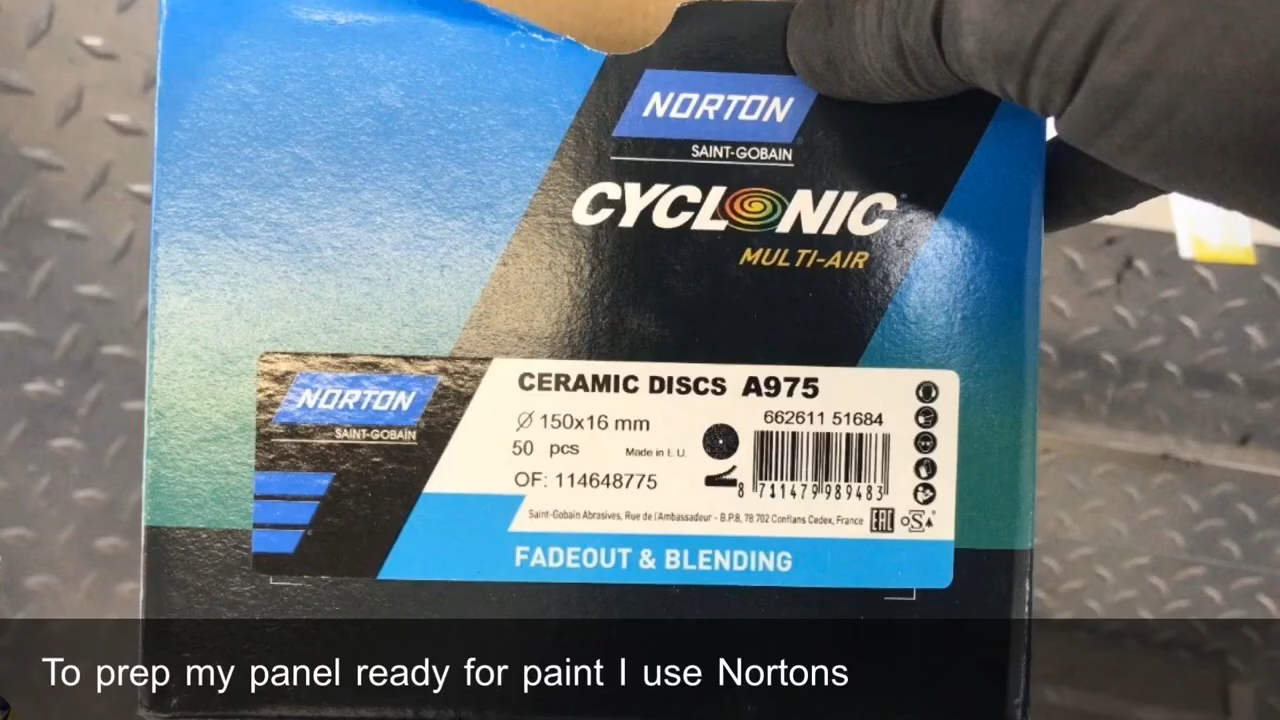 NORTON
SAINT-GOBAIN
CYCLONIC
MULTI-AIR
NORTON
SAINT-GOBAIN
CERAMIC DISCS A975
Ø 150x16 mm
662611 51684
50 pcs
Made in E.U.
OF: 114648775
8 711479 989483
Saint-Gobain Abrasives, Rue de l'Ambassadeur - B.P.8, 78 702 Conflans Cedex, France
EAC
oSa
FADEOUT & BLENDING
To prep my panel ready for paint I use Nortons